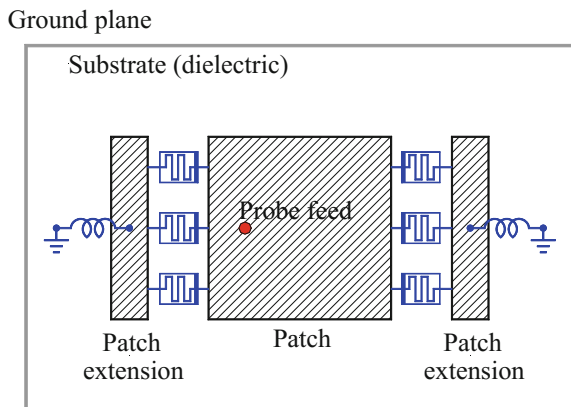 Ground plane
Substrate (dielectric)
Probe feed
Patch
extension
Patch
Patch
extension